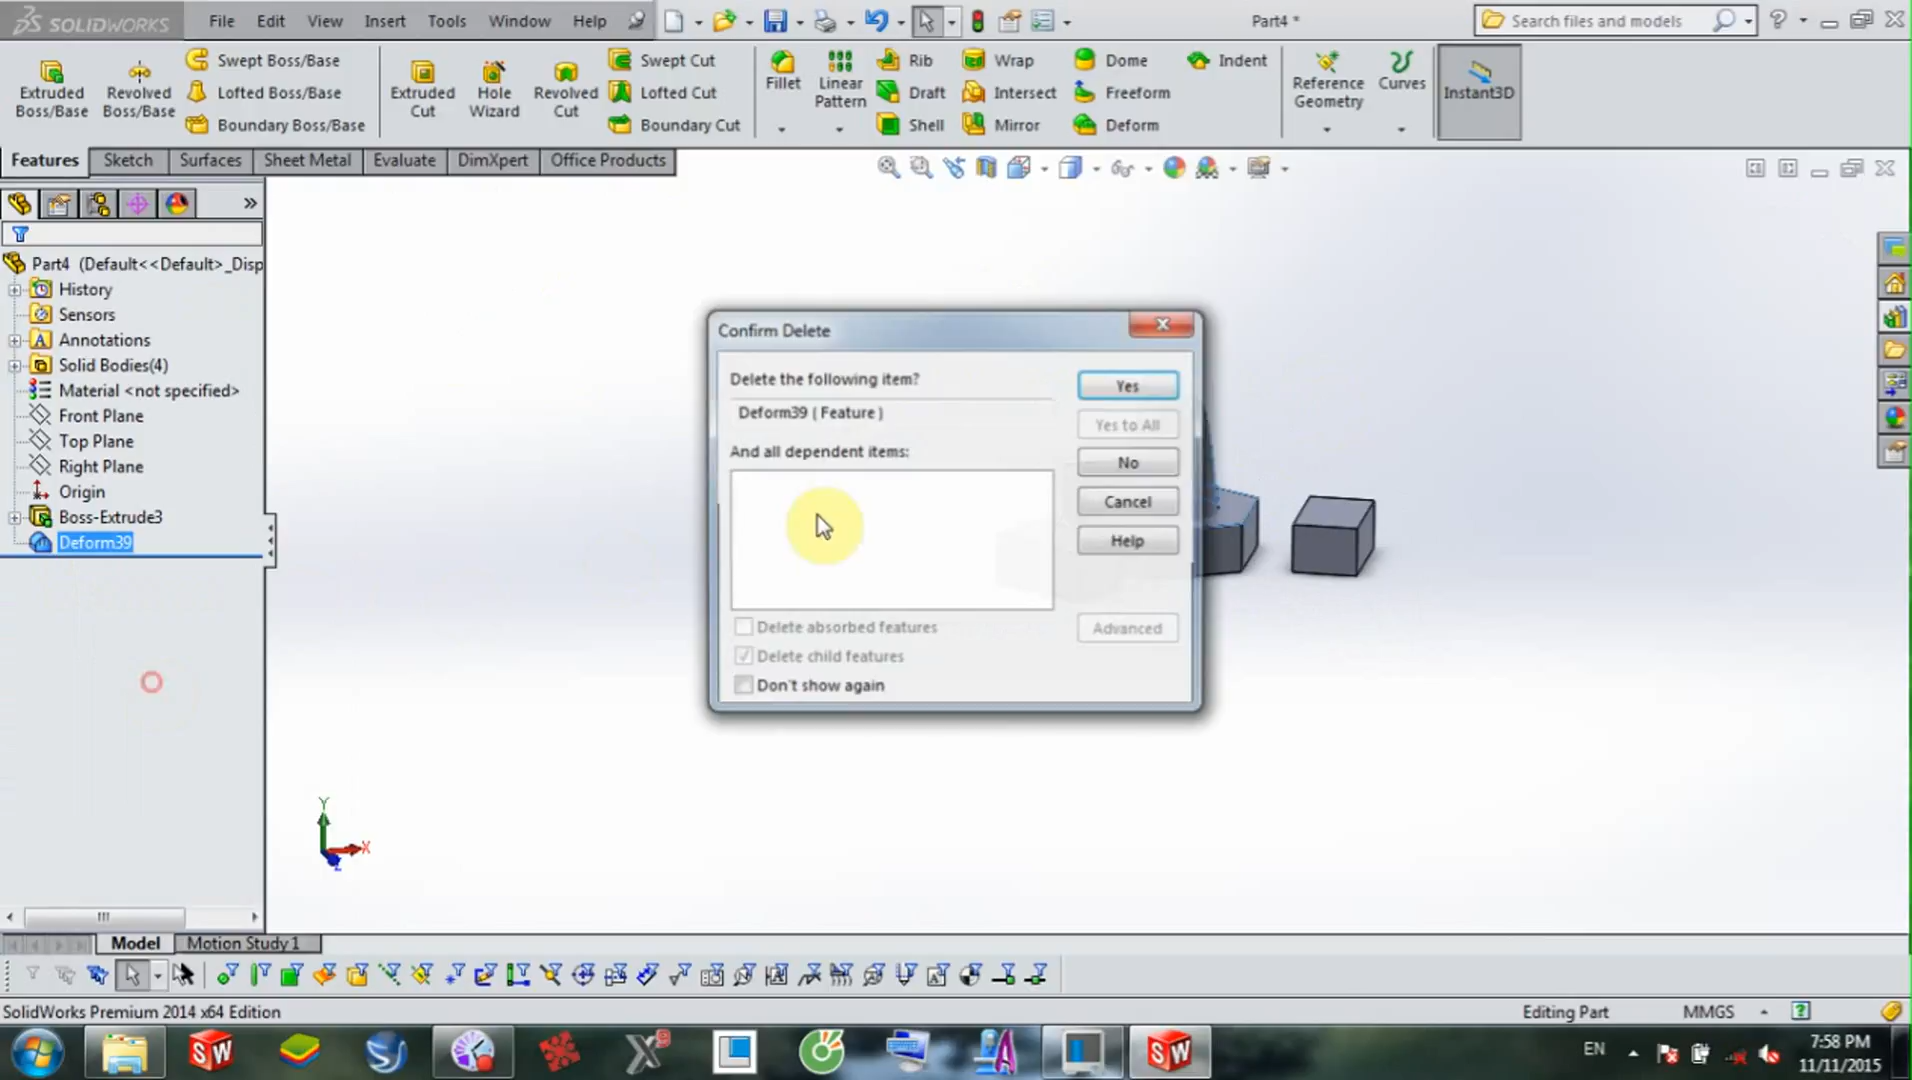 SOLIDWORKS File Edit View Insert Tools Window Help Part4 * Search files and models
Extruded Boss/Base
Revolved Boss/Base
Swept Boss/Base
Lofted Boss/Base
Boundary Boss/Base
Extruded Cut
Hole Wizard
Revolved Cut
Swept Cut
Lofted Cut
Boundary Cut
Fillet
Linear Pattern
Rib
Draft
Shell
Wrap
Intersect
Mirror
Dome
Freeform
Deform
Indent
Reference Geometry
Curves
Instant3D
Features Sketch Surfaces Sheet Metal Evaluate DimXpert Office Products
Part4 (Default<<Default>_Disp
History
Sensors
Annotations
Solid Bodies(4)
Material <not specified>
Front Plane
Top Plane
Right Plane
Origin
Boss-Extrude3
Deform39
Confirm Delete
Delete the following item?
Deform39 ( Feature )
And all dependent items:
Yes
Yes to All
No
Cancel
Help
Advanced
Delete absorbed features
Delete child features
Don't show again
Y
X
Z
Model Motion Study 1
SolidWorks Premium 2014 x64 Edition Editing Part MMGS
EN 7:58 PM
11/11/2015